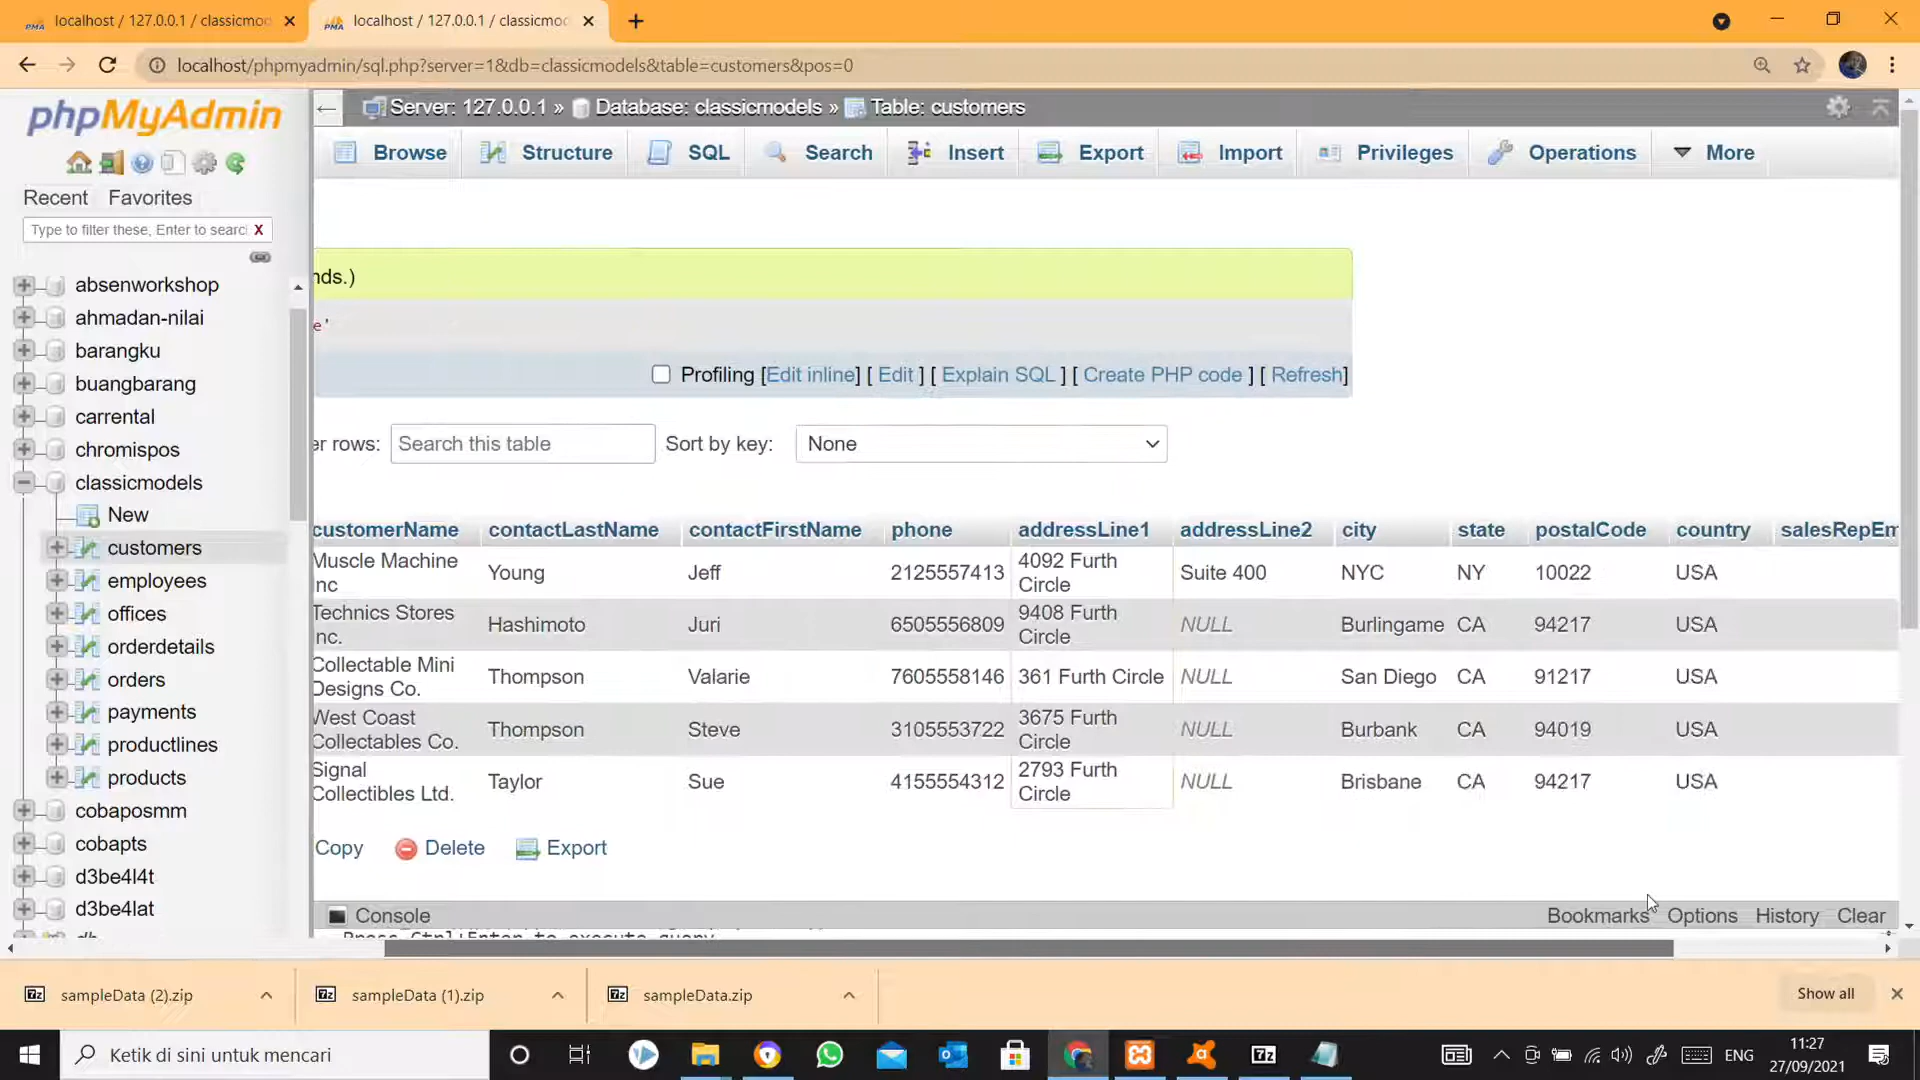 localhost / 127.0.0.1 / classicmo
localhost / 127.0.0.1 / classicmo
localhost/phpmyadmin/sql.php?server=1&db=classicmodels&table=customers&pos=0
phpMyAdmin
Recent Favorites
Type to filter these, Enter to searc X
absenworkshop
ahmadan-nilai
barangku
buangbarang
carrental
chromispos
classicmodels
New
customers
employees
offices
orderdetails
orders
payments
productlines
products
cobaposmm
cobapts
d3be4l4t
d3be4lat
Server: 127.0.0.1 » Database: classicmodels » Table: customers
Browse Structure SQL Search Insert Export Import Privileges Operations More
nds.)
e'
Profiling [Edit inline] [ Edit ] [ Explain SQL ] [ Create PHP code ] [ Refresh]
er rows: Search this table Sort by key: None
customerName contactLastName contactFirstName phone addressLine1 addressLine2 city state postalCode country salesRepEm
Muscle Machine Inc Young Jeff 2125557413 4092 Furth Circle Suite 400 NYC NY 10022 USA
Technics Stores Inc. Hashimoto Juri 6505556809 9408 Furth Circle NULL Burlingame CA 94217 USA
Collectable Mini Designs Co. Thompson Valarie 7605558146 361 Furth Circle NULL San Diego CA 91217 USA
West Coast Collectables Co. Thompson Steve 3105553722 3675 Furth Circle NULL Burbank CA 94019 USA
Signal Collectibles Ltd. Taylor Sue 4155554312 2793 Furth Circle NULL Brisbane CA 94217 USA
Copy Delete Export
Console Bookmarks Options History Clear
Press Ctrl+Enter to execute query
sampleData (2).zip sampleData (1).zip sampleData.zip Show all
Ketik di sini untuk mencari
ENG
11:27
27/09/2021